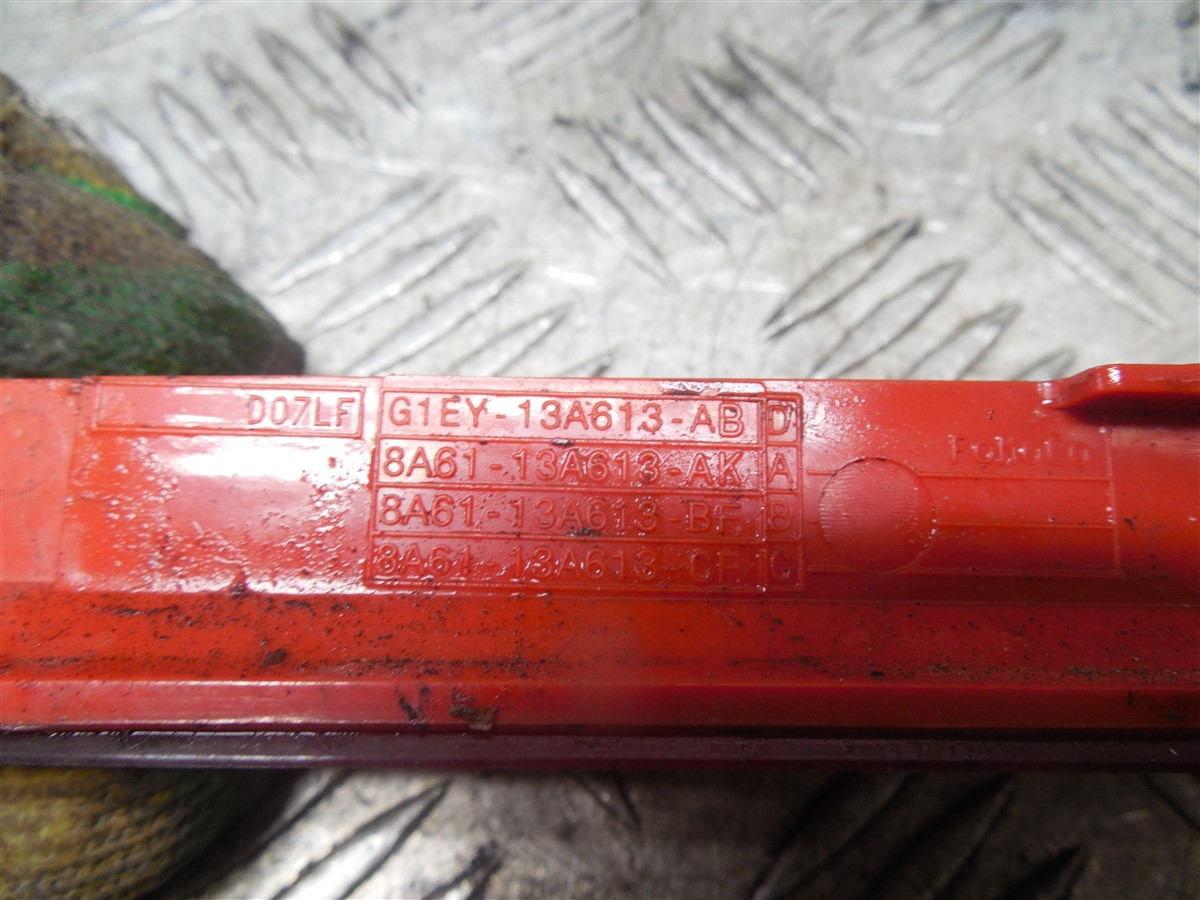 D07LF
G1EY-13A613-AB D
8A61-13A613-AK A
8A61-13A613-BF B
8A61-13A613-CF C